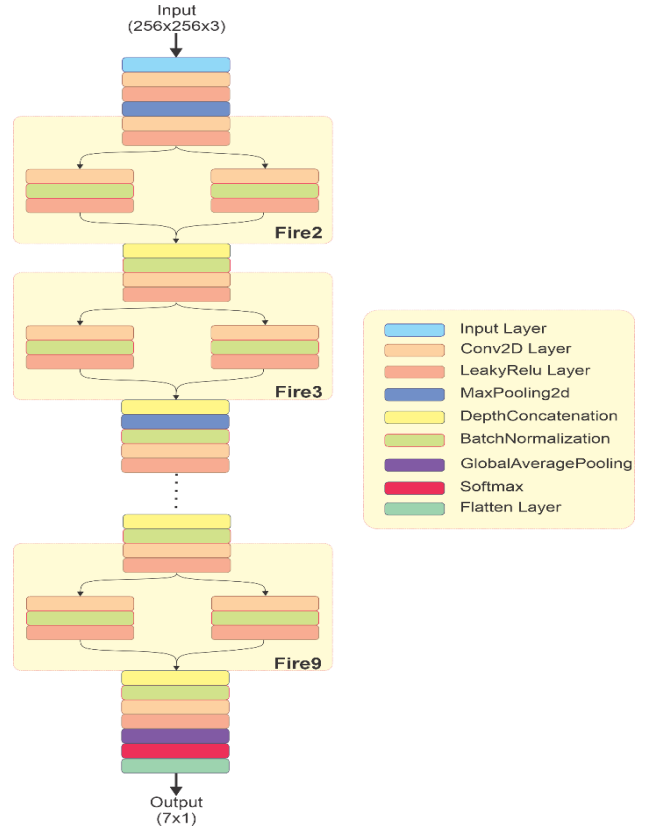 Input
(256x256x3)
Fire2
Fire3
Input Layer
Conv2D Layer
LeakyRelu Layer
MaxPooling2d
DepthConcatenation
BatchNormalization
GlobalAveragePooling
Softmax
Flatten Layer
Fire9
Output
(7x1)